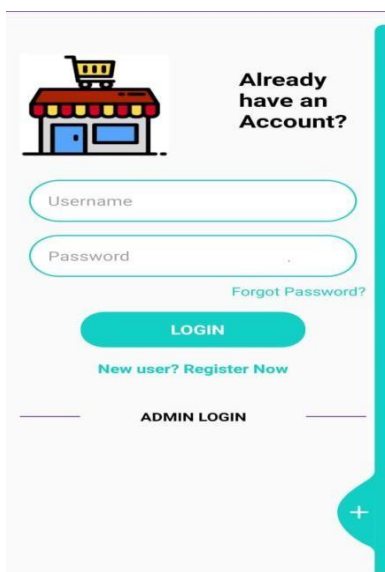 Already
have an
Account?
Username
Password
Forgot Password?
LOGIN
New user? Register Now
ADMIN LOGIN
+